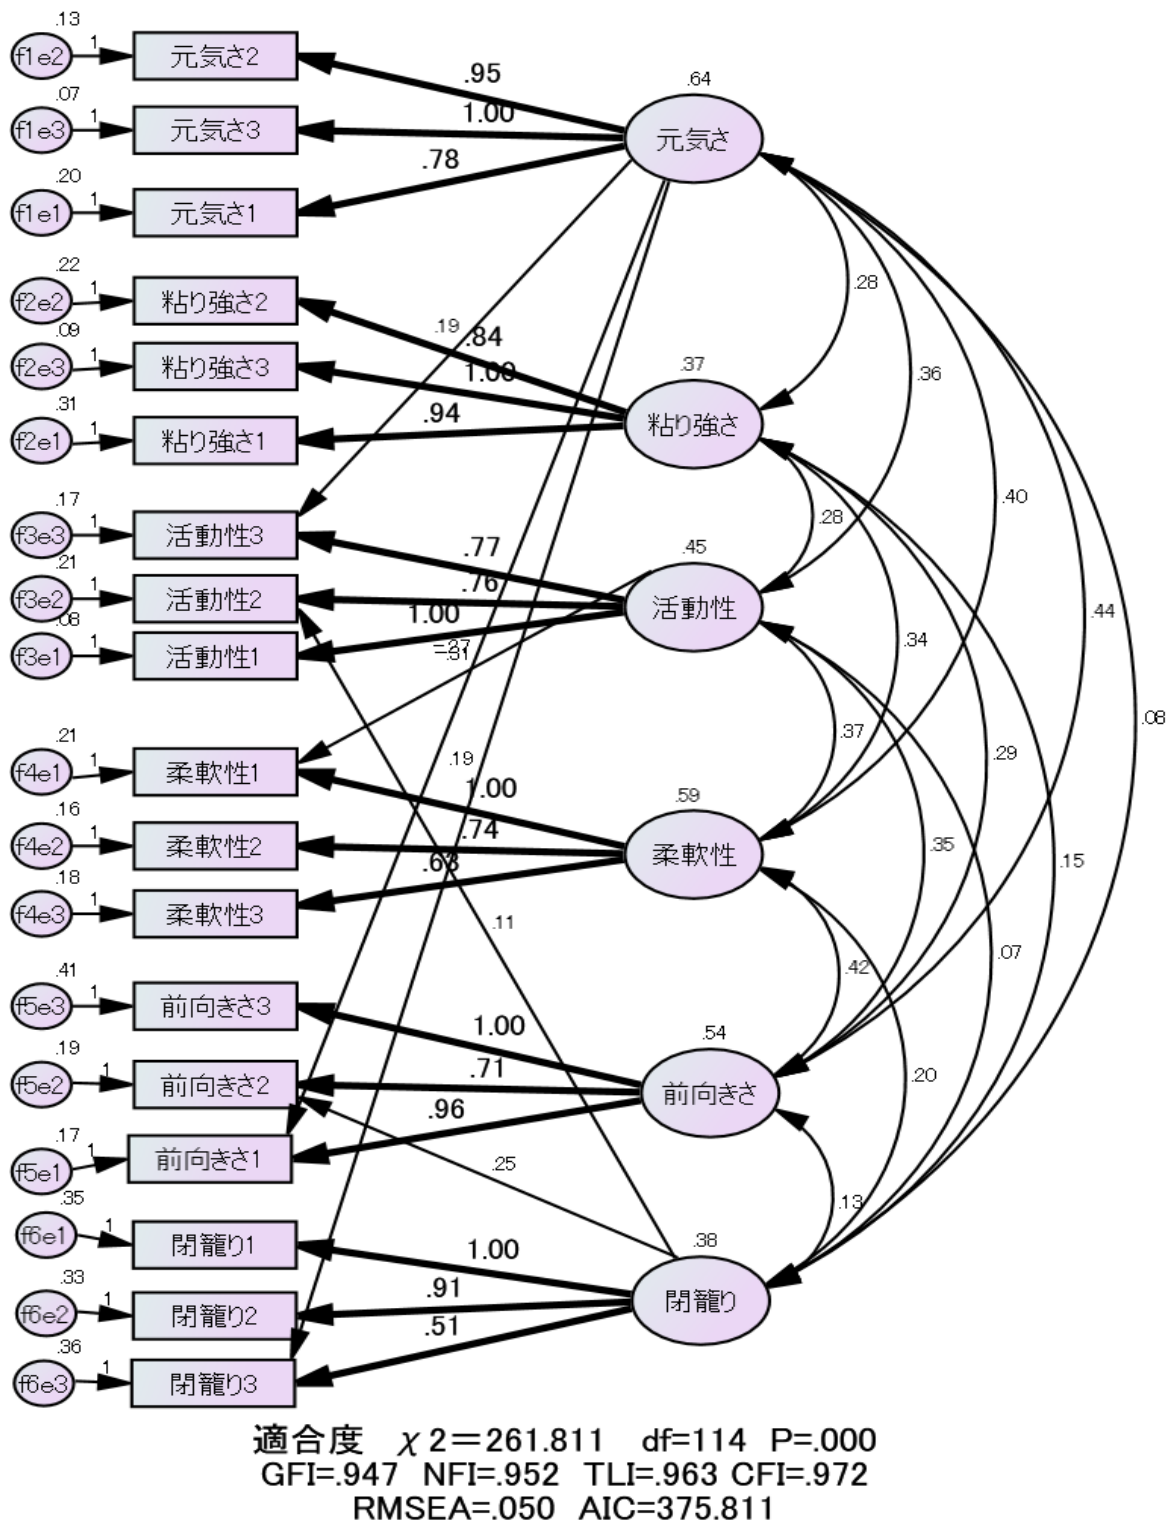 .13
f1e2 1 元気さ2
.95
.64
.07
f1e3 1 元気さ3
1.00
元気さ
.78
.20
f1e1 1 元気さ1
.22
f2e2 1 粘り強さ2
.28
.19
.84
.09
f2e3 1 粘り強さ3
1.00
.37
.36
.31
f2e1 1 粘り強さ1
.94
粘り強さ
.40
.17
f3e3 1 活動性3
.28
.77
.45
.21
f3e2 1 活動性2
.76
活動性
1.00
.44
.08
f3e1 1 活動性1
.34
.31
.08
.21
f4e1 1 柔軟性1
.37
.19
.29
1.00
.59
.16
f4e2 1 柔軟性2
.74
柔軟性
.35
.63
.15
.18
f4e3 1 柔軟性3
.11
.07
.42
.41
f5e3 1 前向きさ3
1.00
.54
.19
f5e2 1 前向きさ2
.71
前向きさ
.20
.96
.17
f5e1 1 前向きさ1
.25
.13
.35
f6e1 1 閉籠り1
1.00
.38
.33
f6e2 1 閉籠り2
.91
閉籠り
.51
.36
f6e3 1 閉籠り3
適合度 χ2＝261.811 df=114 P=.000
GFI=.947 NFI=.952 TLI=.963 CFI=.972
RMSEA=.050 AIC=375.811